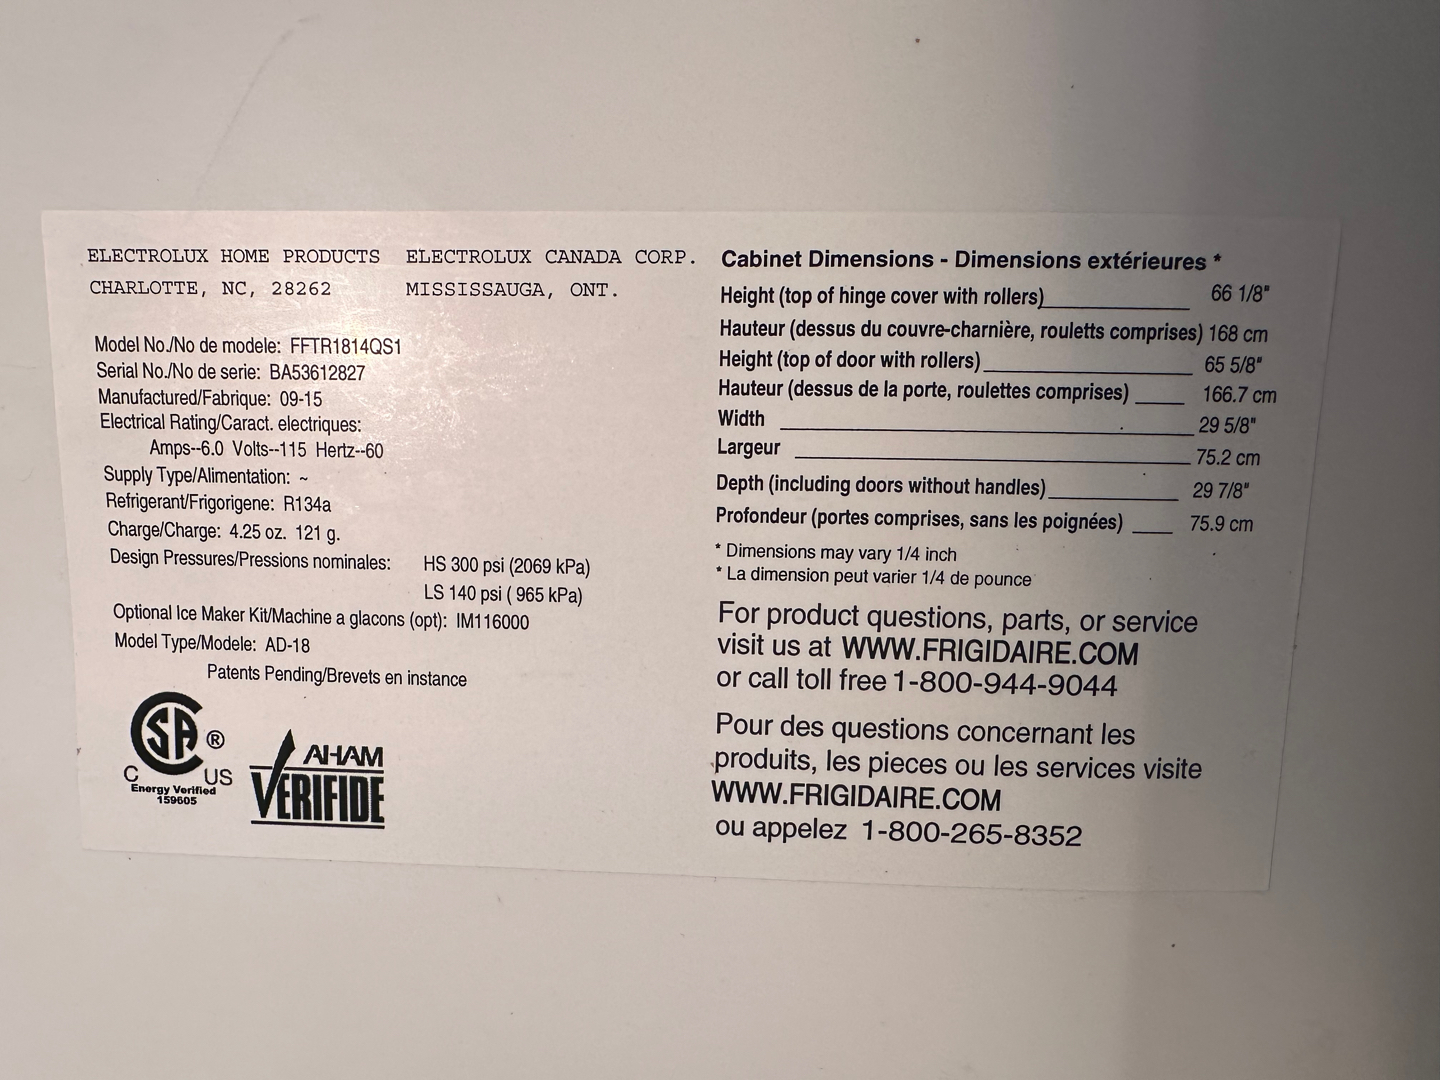 ELECTROLUX HOME PRODUCTS ELECTROLUX CANADA CORP.
CHARLOTTE, NC, 28262 MISSISSAUGA, ONT.
Model No./No de modele: FFTR1814QS1
Serial No./No de serie: BA53612827
Manufactured/Fabrique: 09-15
Electrical Rating/Caract. electriques:
Amps--6.0 Volts--115 Hertz--60
Supply Type/Alimentation: ~
Refrigerant/Frigorigene: R134a
Charge/Charge: 4.25 oz. 121 g.
Design Pressures/Pressions nominales: HS 300 psi (2069 kPa)
LS 140 psi ( 965 kPa)
Optional Ice Maker Kit/Machine a glacons (opt): IM116000
Model Type/Modele: AD-18
Patents Pending/Brevets en instance
CSA ®
C US
Energy Verified
159605
AHAM
VERIFIDE
Cabinet Dimensions - Dimensions extérieures *
Height (top of hinge cover with rollers)__________ 66 1/8"
Hauteur (dessus du couvre-charnière, rouletts comprises) 168 cm
Height (top of door with rollers)__________ 65 5/8"
Hauteur (dessus de la porte, roulettes comprises) ____ 166.7 cm
Width __________ 29 5/8"
Largeur __________ 75.2 cm
Depth (including doors without handles)__________ 29 7/8"
Profondeur (portes comprises, sans les poignées) ____ 75.9 cm
* Dimensions may vary 1/4 inch
* La dimension peut varier 1/4 de pounce
For product questions, parts, or service
visit us at WWW.FRIGIDAIRE.COM
or call toll free 1-800-944-9044
Pour des questions concernant les
produits, les pieces ou les services visite
WWW.FRIGIDAIRE.COM
ou appelez 1-800-265-8352